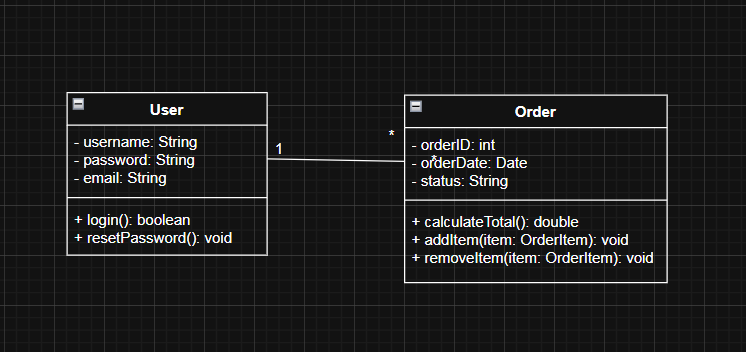 User
- username: String
- password: String
- email: String
+ login(): boolean
+ resetPassword(): void
1
*
Order
- orderID: int
- orderDate: Date
*
- status: String
+ calculateTotal(): double
+ addItem(item: OrderItem): void
+ removeItem(item: OrderItem): void